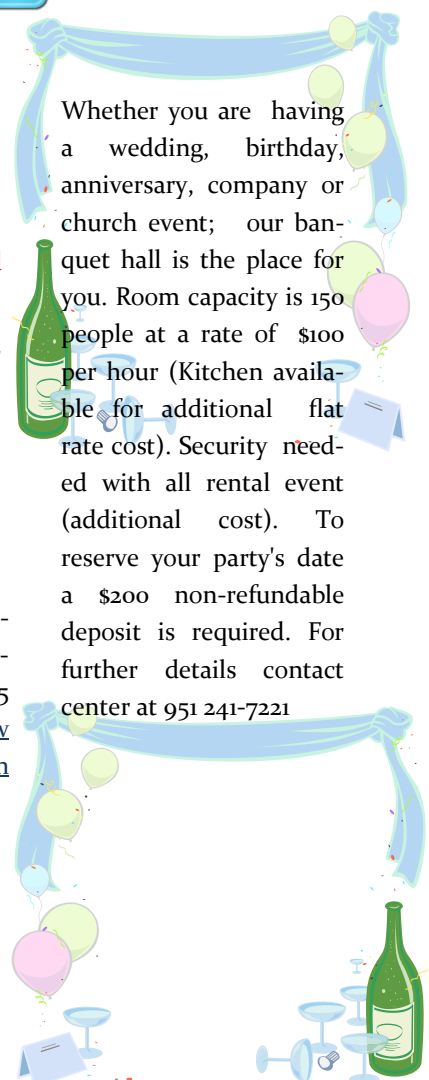 Whether you are having
a wedding, birthday,
anniversary, company or
church event; our ban-
quet hall is the place for
you. Room capacity is 150
people at a rate of $100
per hour (Kitchen availa-
ble for additional flat
rate cost). Security need-
ed with all rental event
(additional cost). To
reserve your party's date
a $200 non-refundable
deposit is required. For
further details contact
center at 951 241-7221